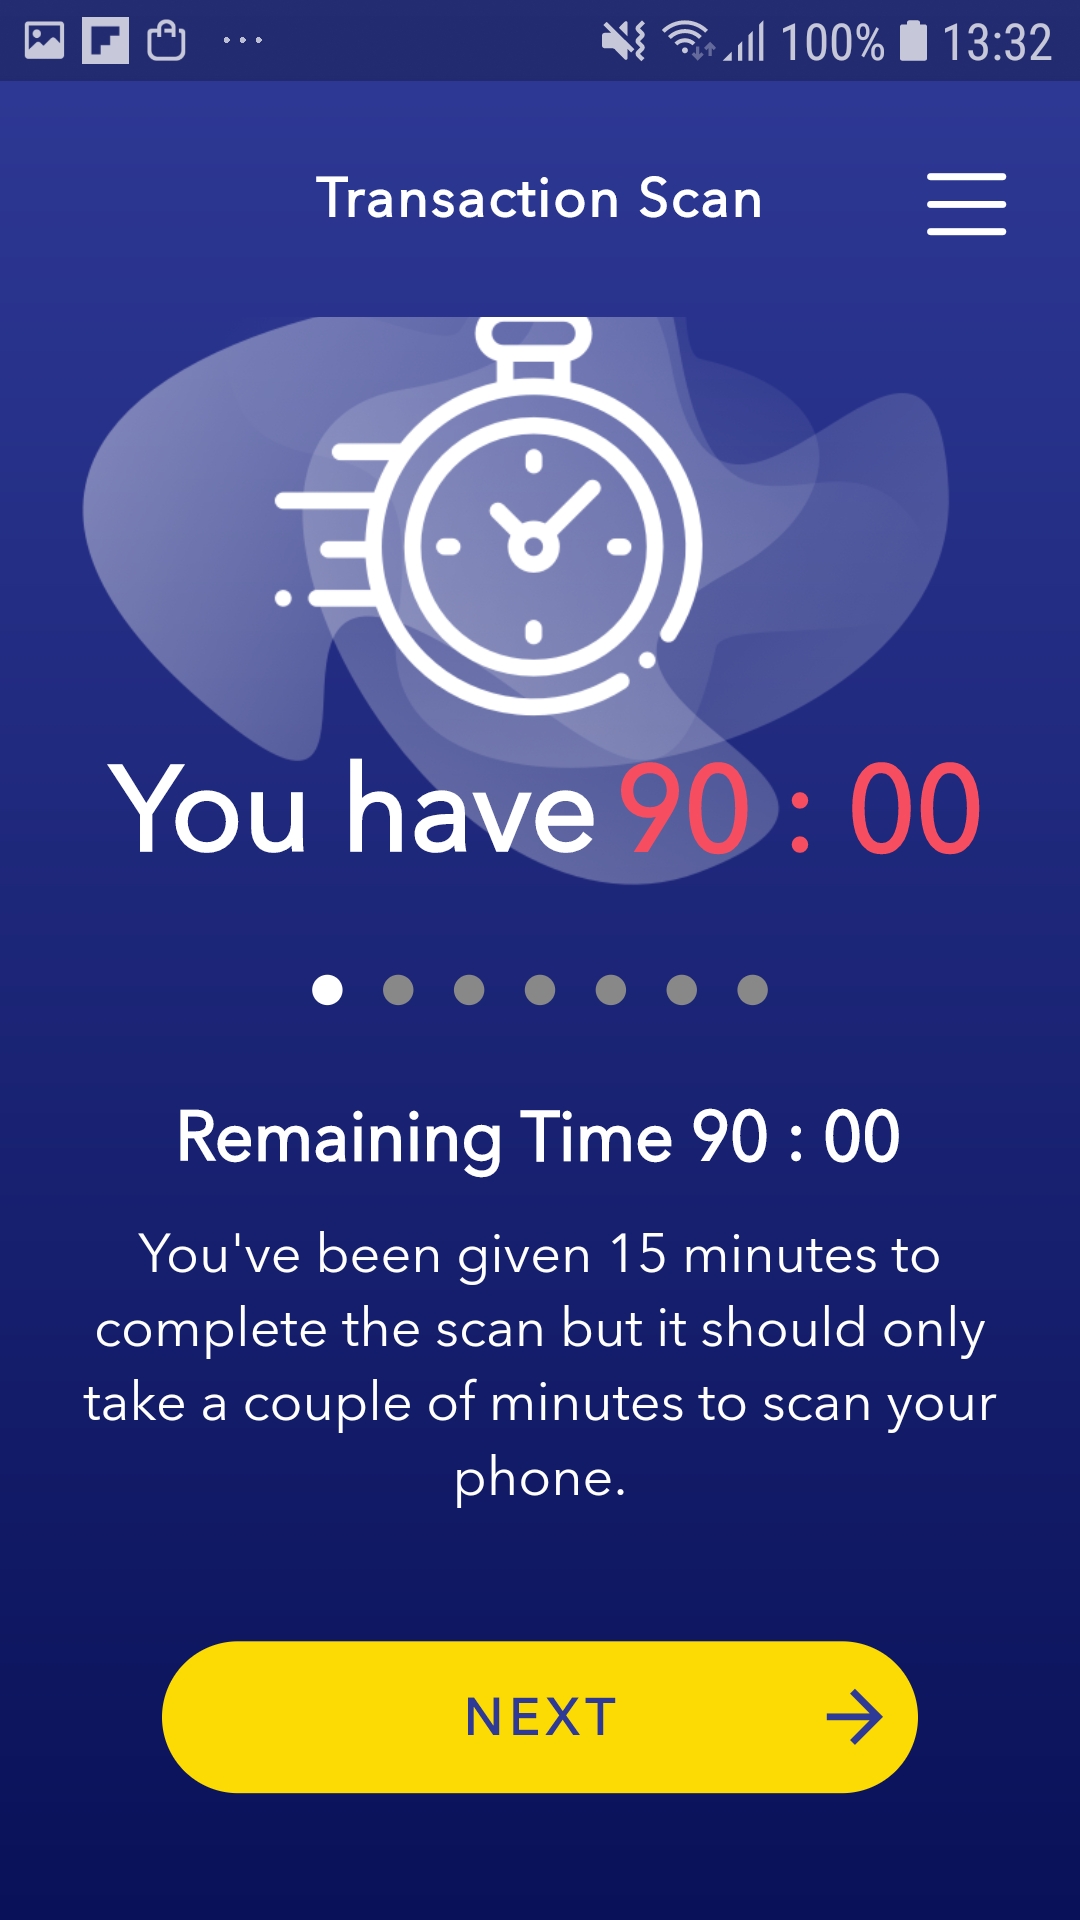 100% 13:32
Transaction Scan
You have 90 : 00
Remaining Time 90 : 00
You've been given 15 minutes to
complete the scan but it should only
take a couple of minutes to scan your
phone.
NEXT